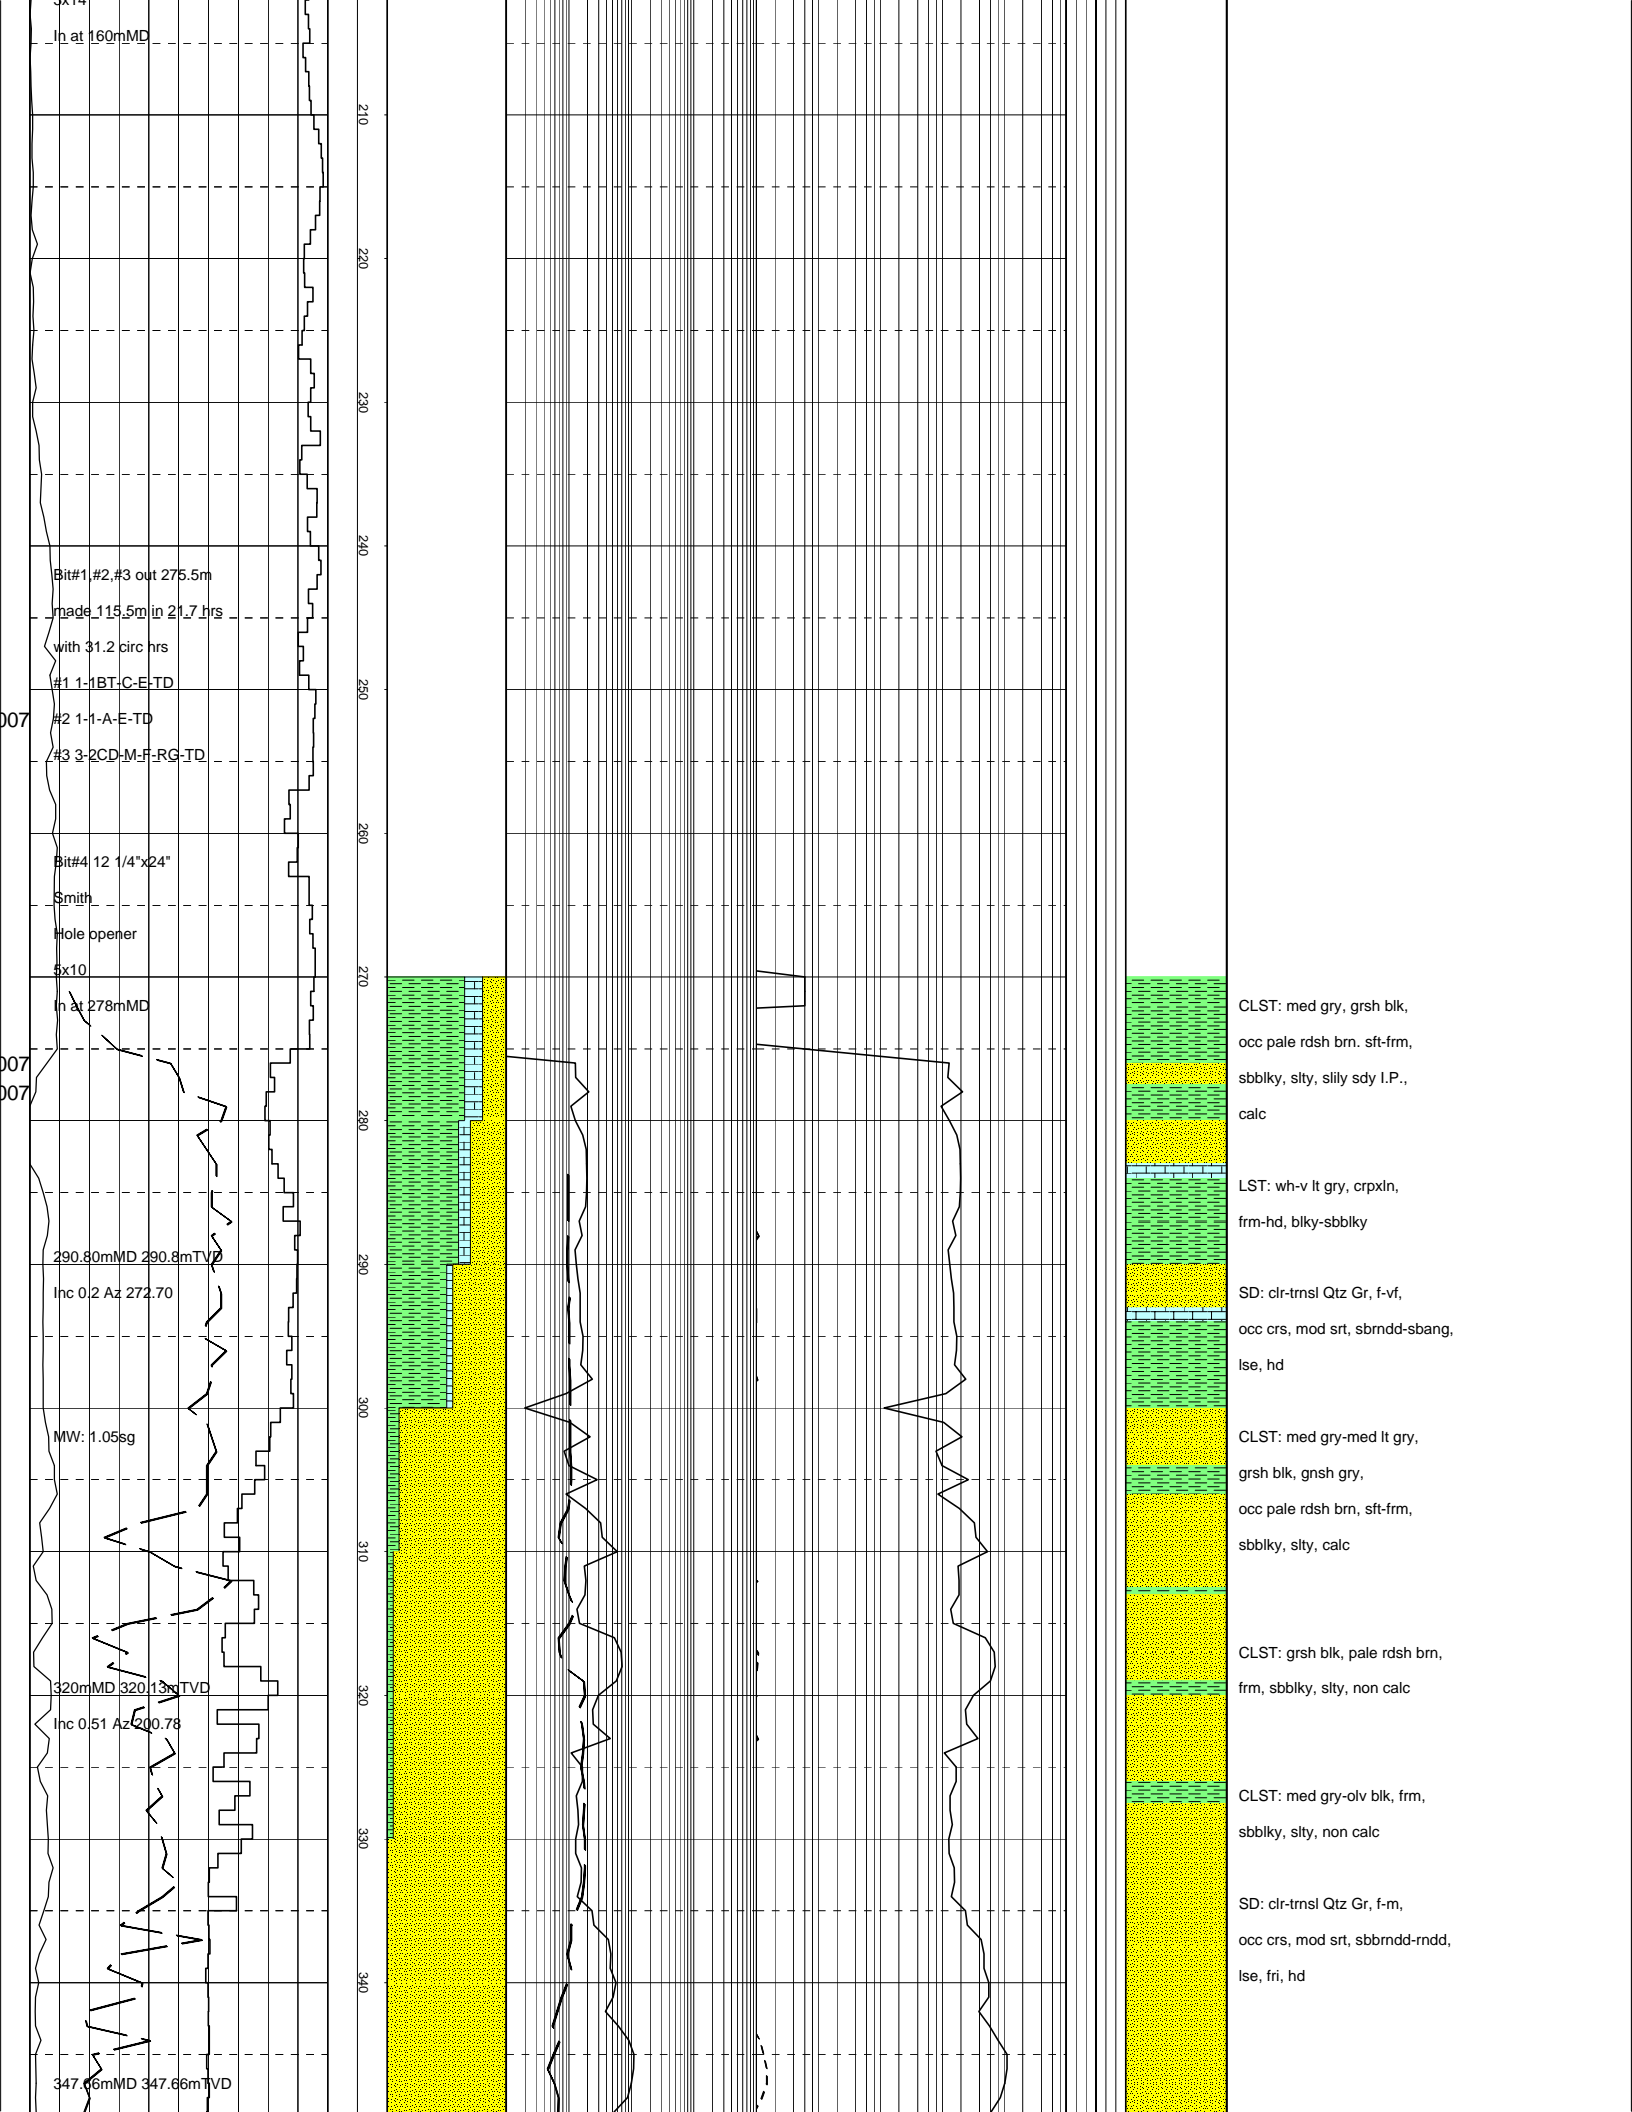 In at 160mMD
210
220
230
240
Bit#1,#2,#3 out 275.5m
made 115.5m in 21.7 hrs
with 31.2 circ hrs
#1 1-1BT-C-E-TD
250
007
#2 1-1-A-E-TD
#3 3-2CD-M-F-RG-TD
260
Bit#4 12 1/4"x24"
Smith
Hole opener
5x10
270
In at 278mMD
007
007
280
290.80mMD 290.8mTVD
290
Inc 0.2 Az 272.70
300
MW: 1.05sg
310
320mMD 320.13mTVD
320
Inc 0.51 Az 200.78
330
340
347.66mMD 347.66mTVD
CLST: med gry, grsh blk,
occ pale rdsh brn. sft-frm,
sbblky, slty, slily sdy I.P.,
calc
LST: wh-v lt gry, crpxln,
frm-hd, blky-sbblky
SD: clr-trnsl Qtz Gr, f-vf,
occ crs, mod srt, sbrndd-sbang,
lse, hd
CLST: med gry-med lt gry,
grsh blk, gnsh gry,
occ pale rdsh brn, sft-frm,
sbblky, slty, calc
CLST: grsh blk, pale rdsh brn,
frm, sbblky, slty, non calc
CLST: med gry-olv blk, frm,
sbblky, slty, non calc
SD: clr-trnsl Qtz Gr, f-m,
occ crs, mod srt, sbbrndd-rndd,
lse, fri, hd